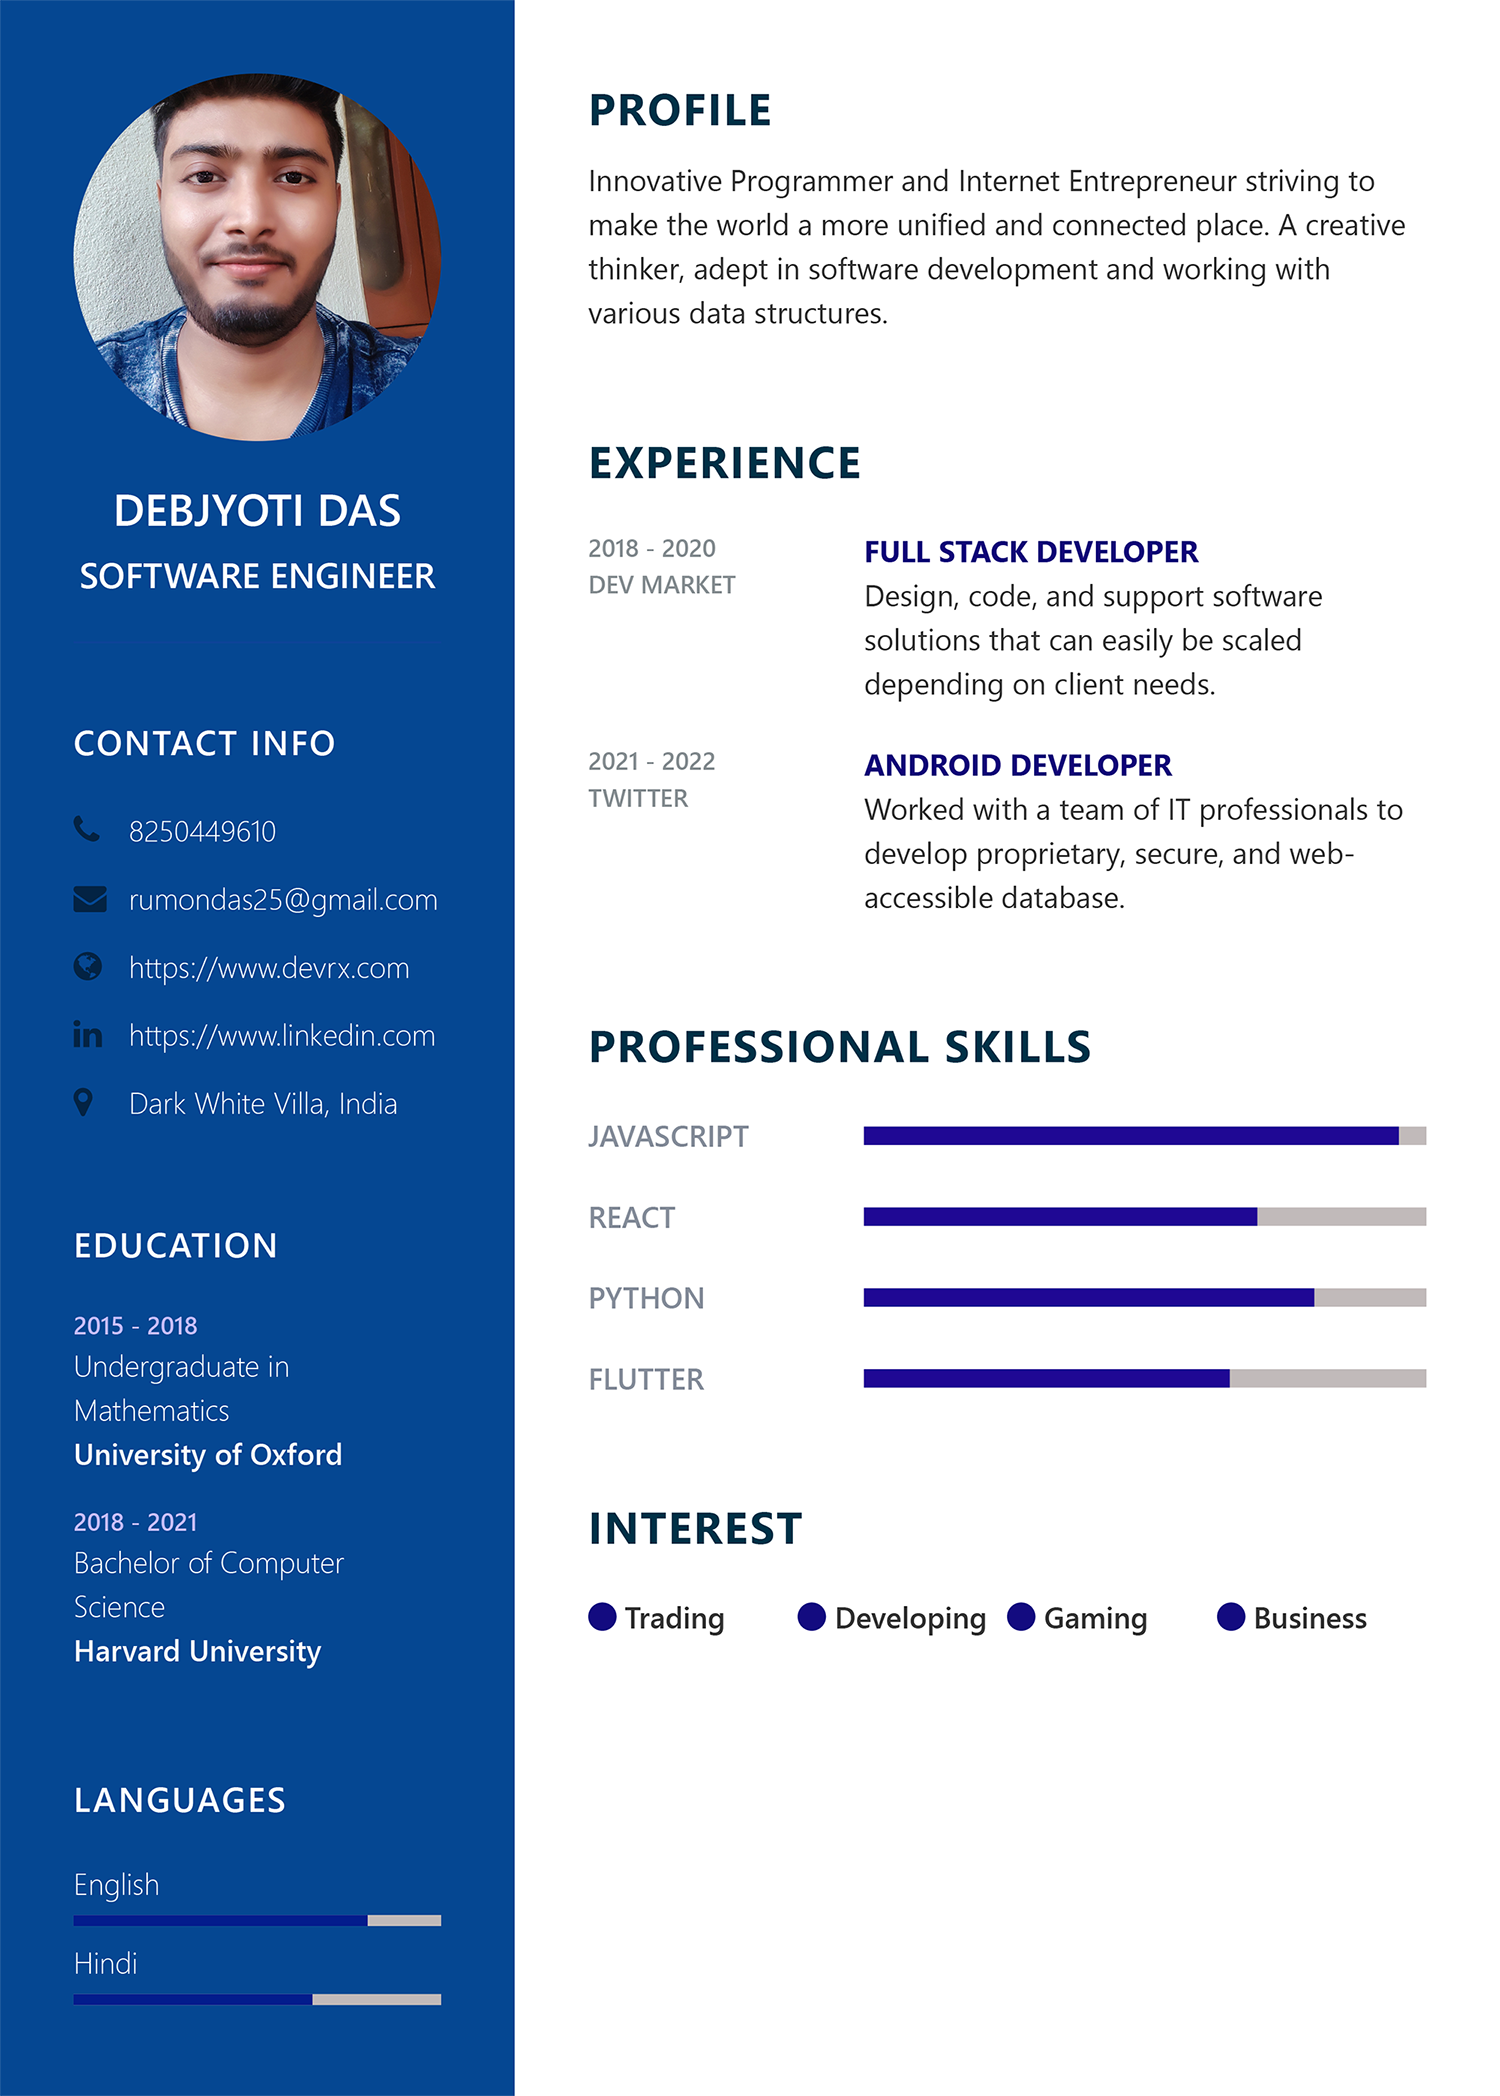 DEBJYOTI DAS
SOFTWARE ENGINEER
CONTACT INFO
8250449610
rumondas25@gmail.com
https://www.devrx.com
in https://www.linkedin.com
Dark White Villa, India
EDUCATION
2015 - 2018
Undergraduate in
Mathematics
University of Oxford
2018 - 2021
Bachelor of Computer
Science
Harvard University
LANGUAGES
English
Hindi
PROFILE
Innovative Programmer and Internet Entrepreneur striving to
make the world a more unified and connected place. A creative
thinker, adept in software development and working with
various data structures.
EXPERIENCE
2018 - 2020
DEV MARKET
FULL STACK DEVELOPER
Design, code, and support software
solutions that can easily be scaled
depending on client needs.
2021 - 2022
TWITTER
ANDROID DEVELOPER
Worked with a team of IT professionals to
develop proprietary, secure, and web-
accessible database.
PROFESSIONAL SKILLS
JAVASCRIPT
REACT
PYTHON
FLUTTER
INTEREST
Trading Developing Gaming Business